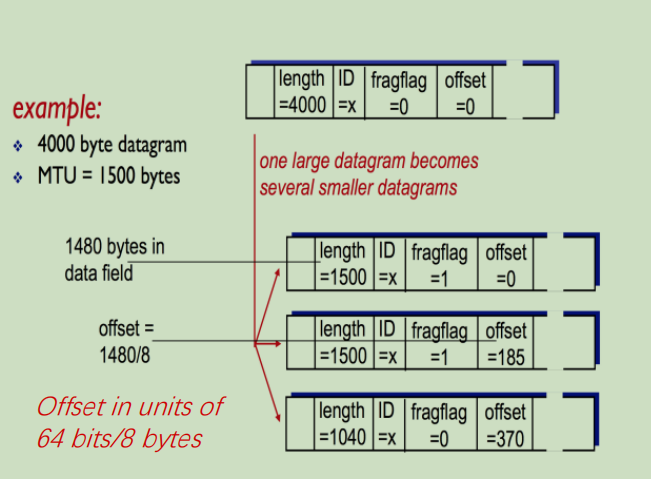 length ID fragflag offset
=4000 =x =0 =0
example:
4000 byte datagram
MTU = 1500 bytes
one large datagram becomes
several smaller datagrams
1480 bytes in
data field
length ID fragflag offset
=1500 =x =1 =0
offset =
1480/8
length ID fragflag offset
=1500 =x =1 =185
Offset in units of
64 bits/8 bytes
length ID fragflag offset
=1040 =x =0 =370